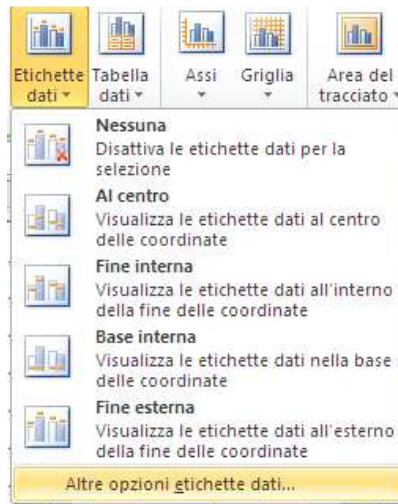 Etichette dati
Tabella dati
Assi
Griglia
Area del tracciato
Nessuna
Disattiva le etichette dati per la
selezione
Al centro
Visualizza le etichette dati al centro
delle coordinate
Fine interna
Visualizza le etichette dati all'interno
della fine delle coordinate
Base interna
Visualizza le etichette dati nella base
delle coordinate
Fine esterna
Visualizza le etichette dati all'esterno
della fine delle coordinate
Altre opzioni etichette dati...